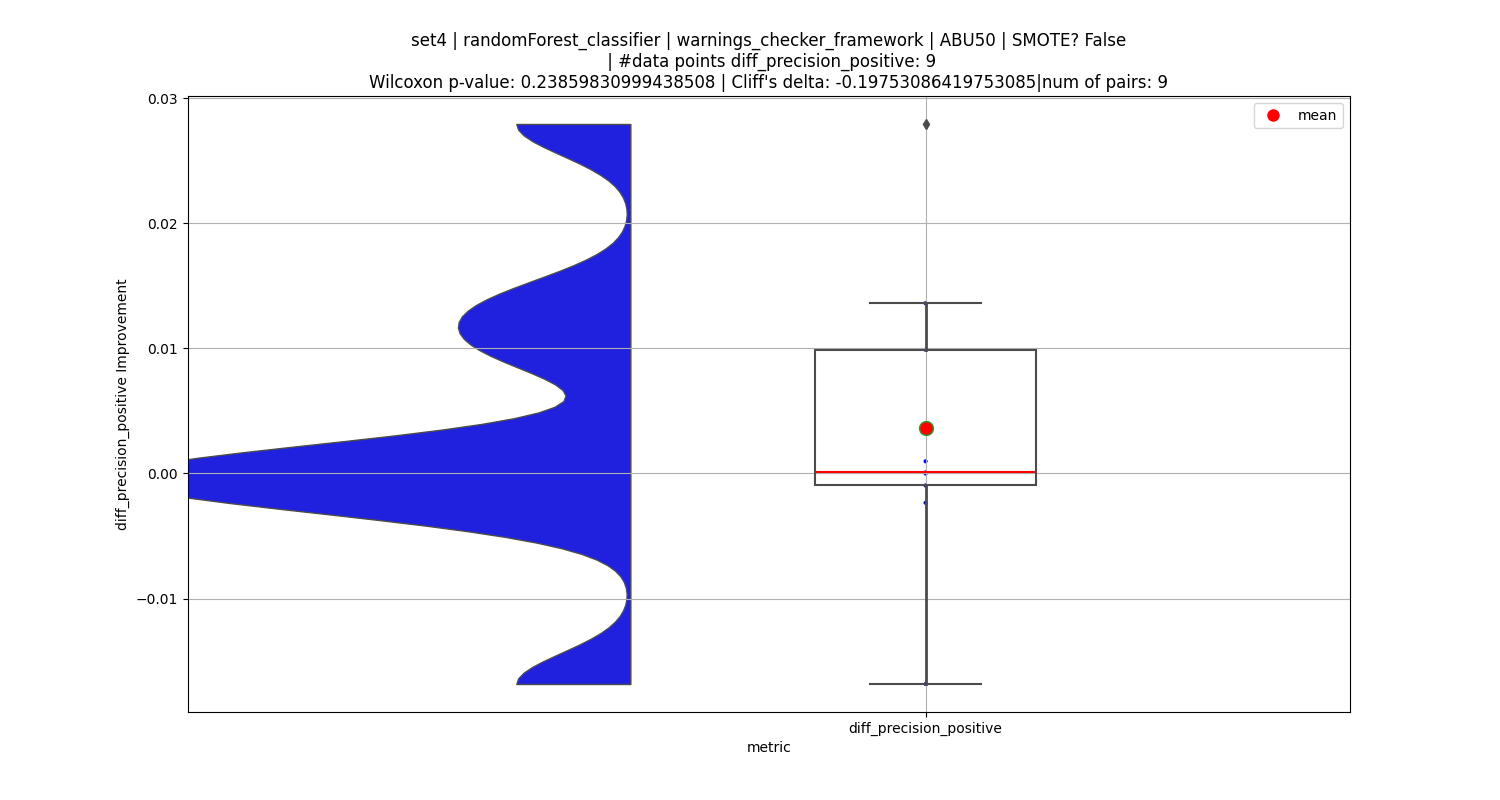 set4 | randomForest_classifier | warnings_checker_framework | ABU50 | SMOTE? False
| #data points diff_precision_positive: 9
Wilcoxon p-value: 0.23859830999438508 | Cliff's delta: -0.19753086419753085|num of pairs: 9
0.03
mean
0.02
0.01
0.00
−0.01
diff_precision_positive Improvement
diff_precision_positive
metric